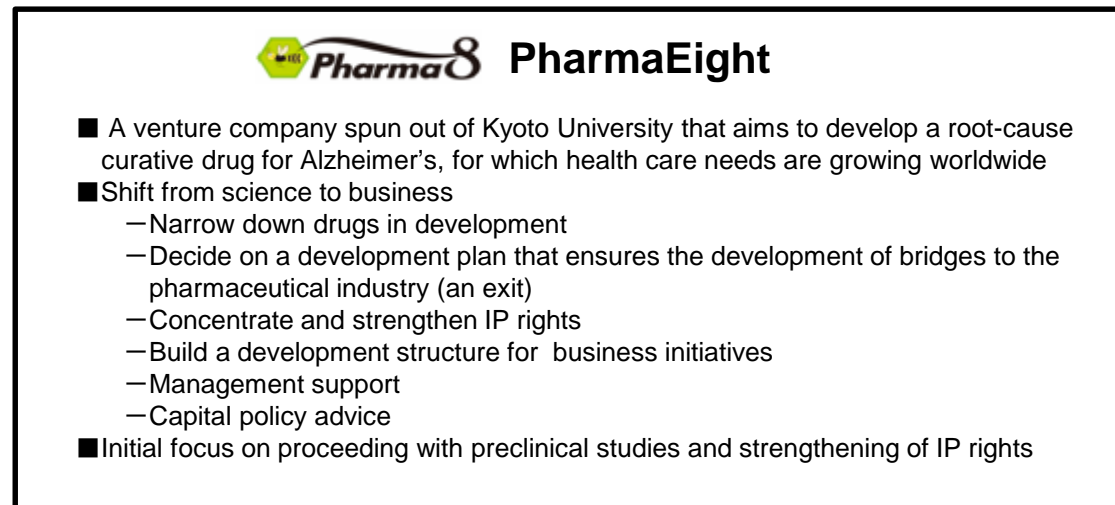 Pharma8 PharmaEight
■ A venture company spun out of Kyoto University that aims to develop a root-cause
curative drug for Alzheimer's, for which health care needs are growing worldwide
■Shift from science to business
－Narrow down drugs in development
－Decide on a development plan that ensures the development of bridges to the
pharmaceutical industry (an exit)
－Concentrate and strengthen IP rights
－Build a development structure for business initiatives
－Management support
－Capital policy advice
■Initial focus on proceeding with preclinical studies and strengthening of IP rights